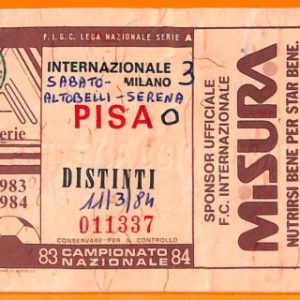 F.I.G.C. LEGA NAZIONALE SERIE A
INTERNAZIONALE
SABATO- MILANO 3
ALTOBELLI - SERENA
PISA 0
erie
983
984
DISTINTI
11/3/84
011337
CONSERVARE PER IL CONTROLLO
83 CAMPIONATO NAZIONALE 84
SPONSOR UFFICIALE
F.C. INTERNAZIONALE
MISURA
NUTRIRSI BENE PER STAR BENE.